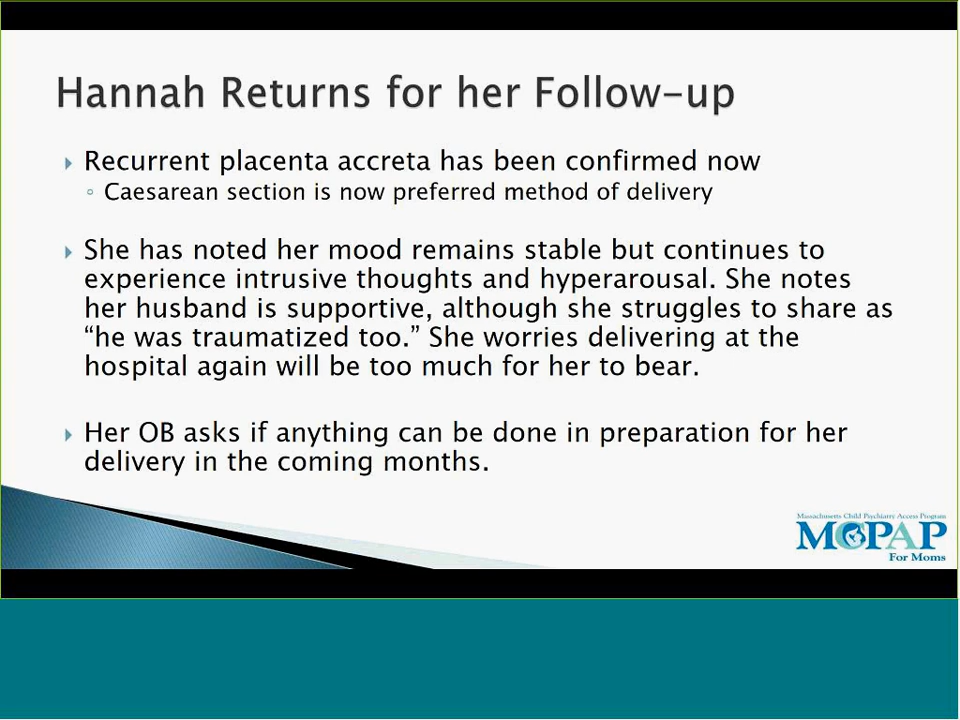 Hannah Returns for her Follow-up
Recurrent placenta accreta has been confirmed now
Caesarean section is now preferred method of delivery
She has noted her mood remains stable but continues to
experience intrusive thoughts and hyperarousal. She notes
her husband is supportive, although she struggles to share as
“he was traumatized too.” She worries delivering at the
hospital again will be too much for her to bear.
Her OB asks if anything can be done in preparation for her
delivery in the coming months.
Massachusetts Child Psychiatry Access Program
MCPAP
For Moms